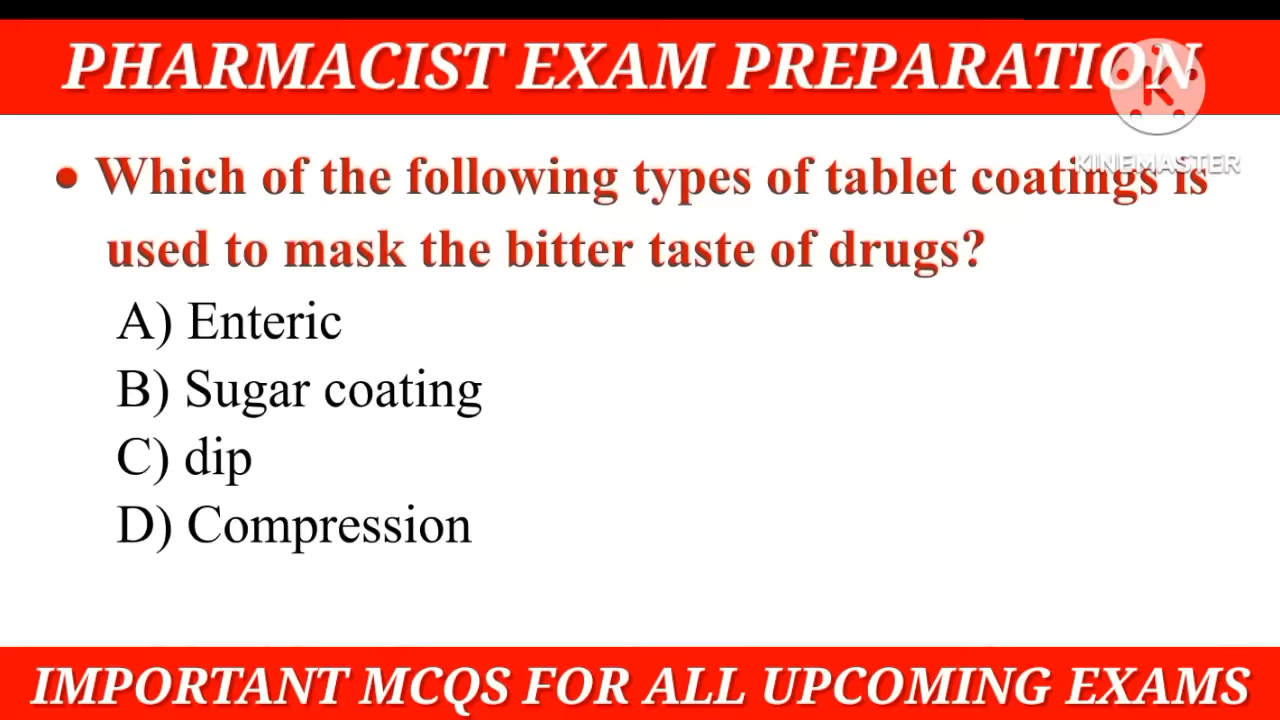 PHARMACIST EXAM PREPARATION
KINEMASTER
• Which of the following types of tablet coatings is
used to mask the bitter taste of drugs?
A) Enteric
B) Sugar coating
C) dip
D) Compression
IMPORTANT MCQS FOR ALL UPCOMING EXAMS